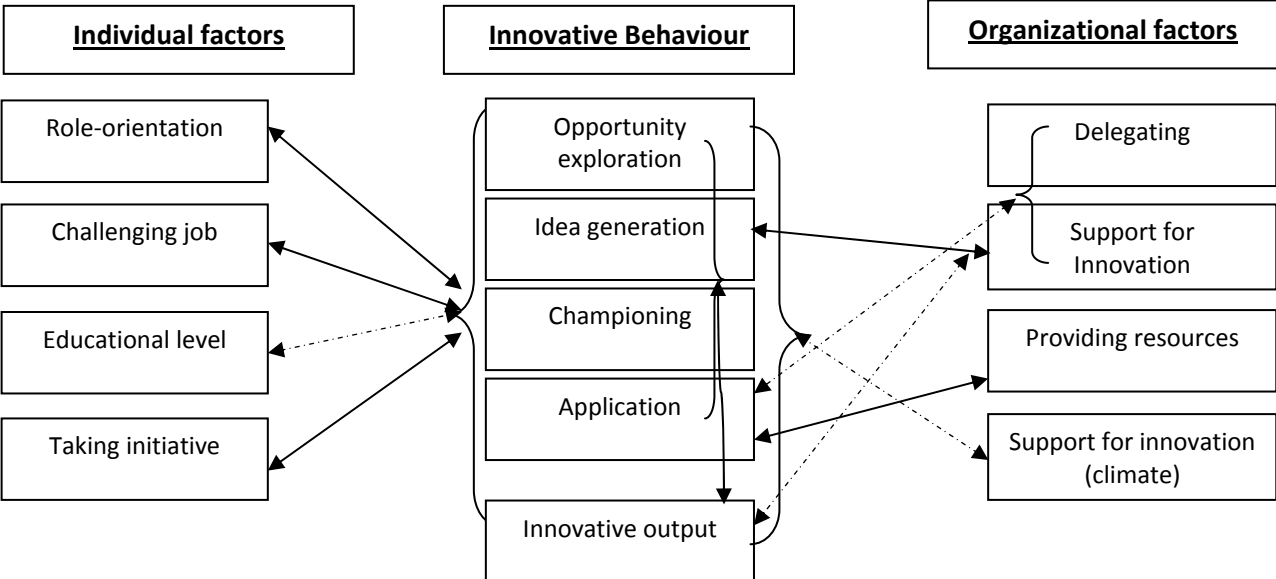 Individual factors
Innovative Behaviour
Organizational factors
Role-orientation
Challenging job
Educational level
Taking initiative
Opportunity
exploration
Idea generation
Championing
Application
Innovative output
Delegating
Support for
Innovation
Providing resources
Support for innovation
(climate)